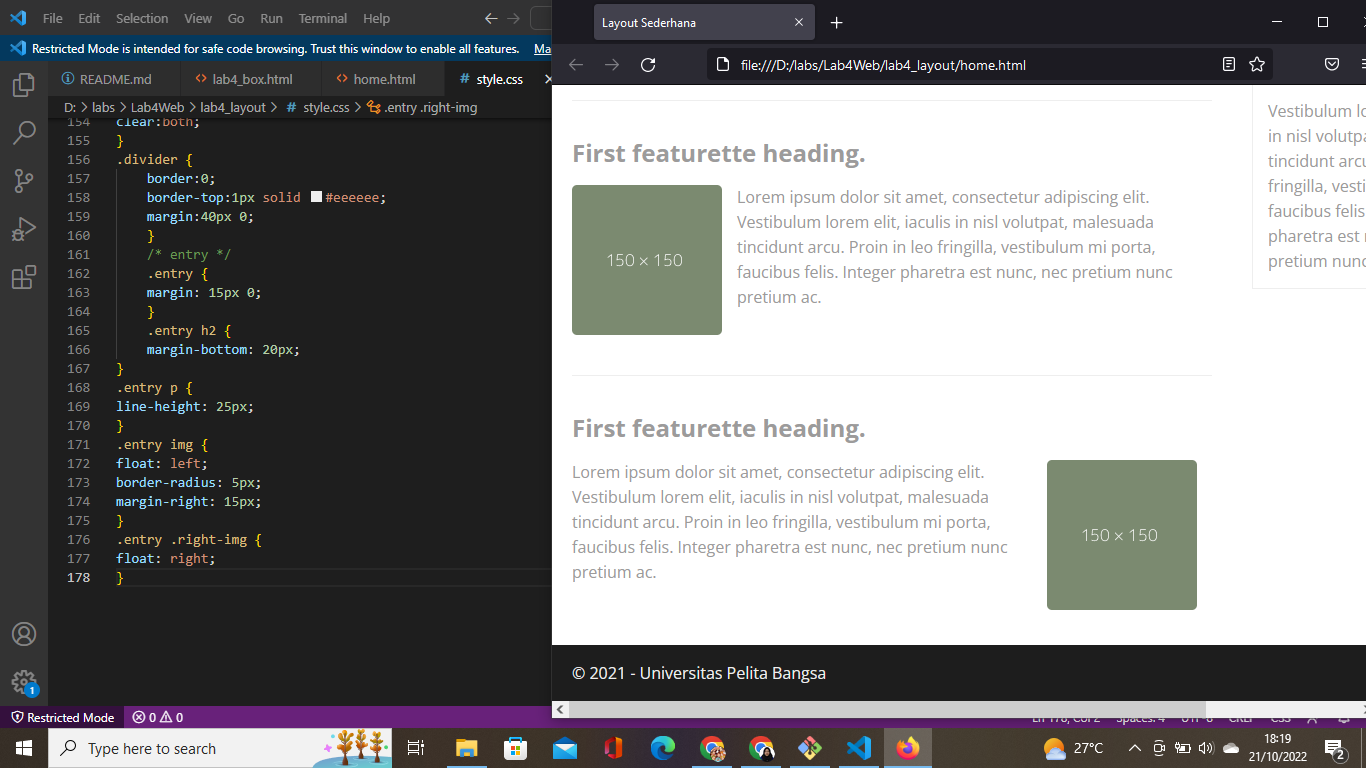 File Edit Selection View Go Run Terminal Help
Restricted Mode is intended for safe code browsing. Trust this window to enable all features. Ma
README.md lab4_box.html home.html # style.css
D: > labs > Lab4Web > lab4_layout > # style.css > .entry .right-img
154 clear:both;
155 }
156 .divider {
157 border:0;
158 border-top:1px solid #eeeeee;
159 margin:40px 0;
160 }
161 /* entry */
162 .entry {
163 margin: 15px 0;
164 }
165 .entry h2 {
166 margin-bottom: 20px;
167 }
168 .entry p {
169 line-height: 25px;
170 }
171 .entry img {
172 float: left;
173 border-radius: 5px;
174 margin-right: 15px;
175 }
176 .entry .right-img {
177 float: right;
178 }
1
Restricted Mode 0 0
Layout Sederhana
file:///D:/labs/Lab4Web/lab4_layout/home.html
First featurette heading.
150 × 150
Lorem ipsum dolor sit amet, consectetur adipiscing elit.
Vestibulum lorem elit, iaculis in nisl volutpat, malesuada
tincidunt arcu. Proin in leo fringilla, vestibulum mi porta,
faucibus felis. Integer pharetra est nunc, nec pretium nunc
pretium ac.
First featurette heading.
Lorem ipsum dolor sit amet, consectetur adipiscing elit.
Vestibulum lorem elit, iaculis in nisl volutpat, malesuada
tincidunt arcu. Proin in leo fringilla, vestibulum mi porta,
faucibus felis. Integer pharetra est nunc, nec pretium nunc
pretium ac.
150 × 150
Vestibulum lo
in nisl volutpa
tincidunt arcu
fringilla, vesti
faucibus felis
pharetra est n
pretium nunc
© 2021 - Universitas Pelita Bangsa
Ln 178, Col 2 Spaces: 4 UTF-8 CRLF CSS
Type here to search
27°C
18:19
21/10/2022
2